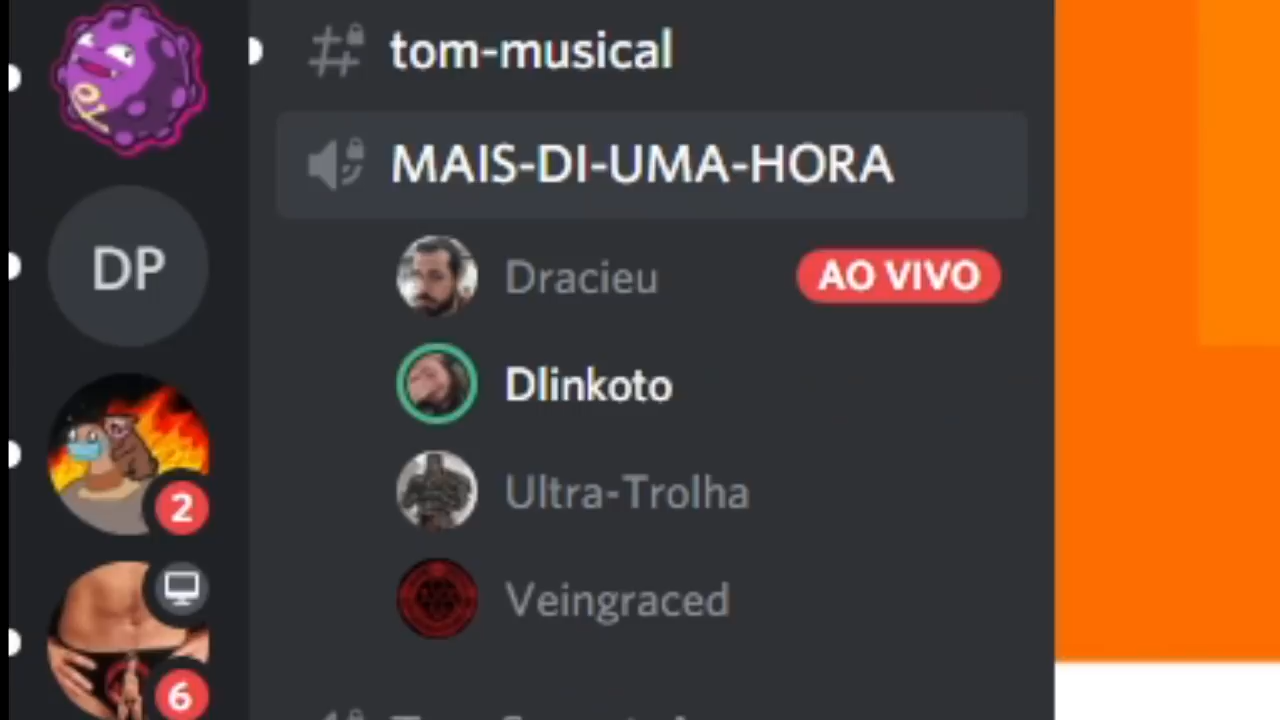 tom-musical
MAIS-DI-UMA-HORA
DP
Dracieu AO VIVO
Dlinkoto
2
Ultra-Trolha
Veingraced
6